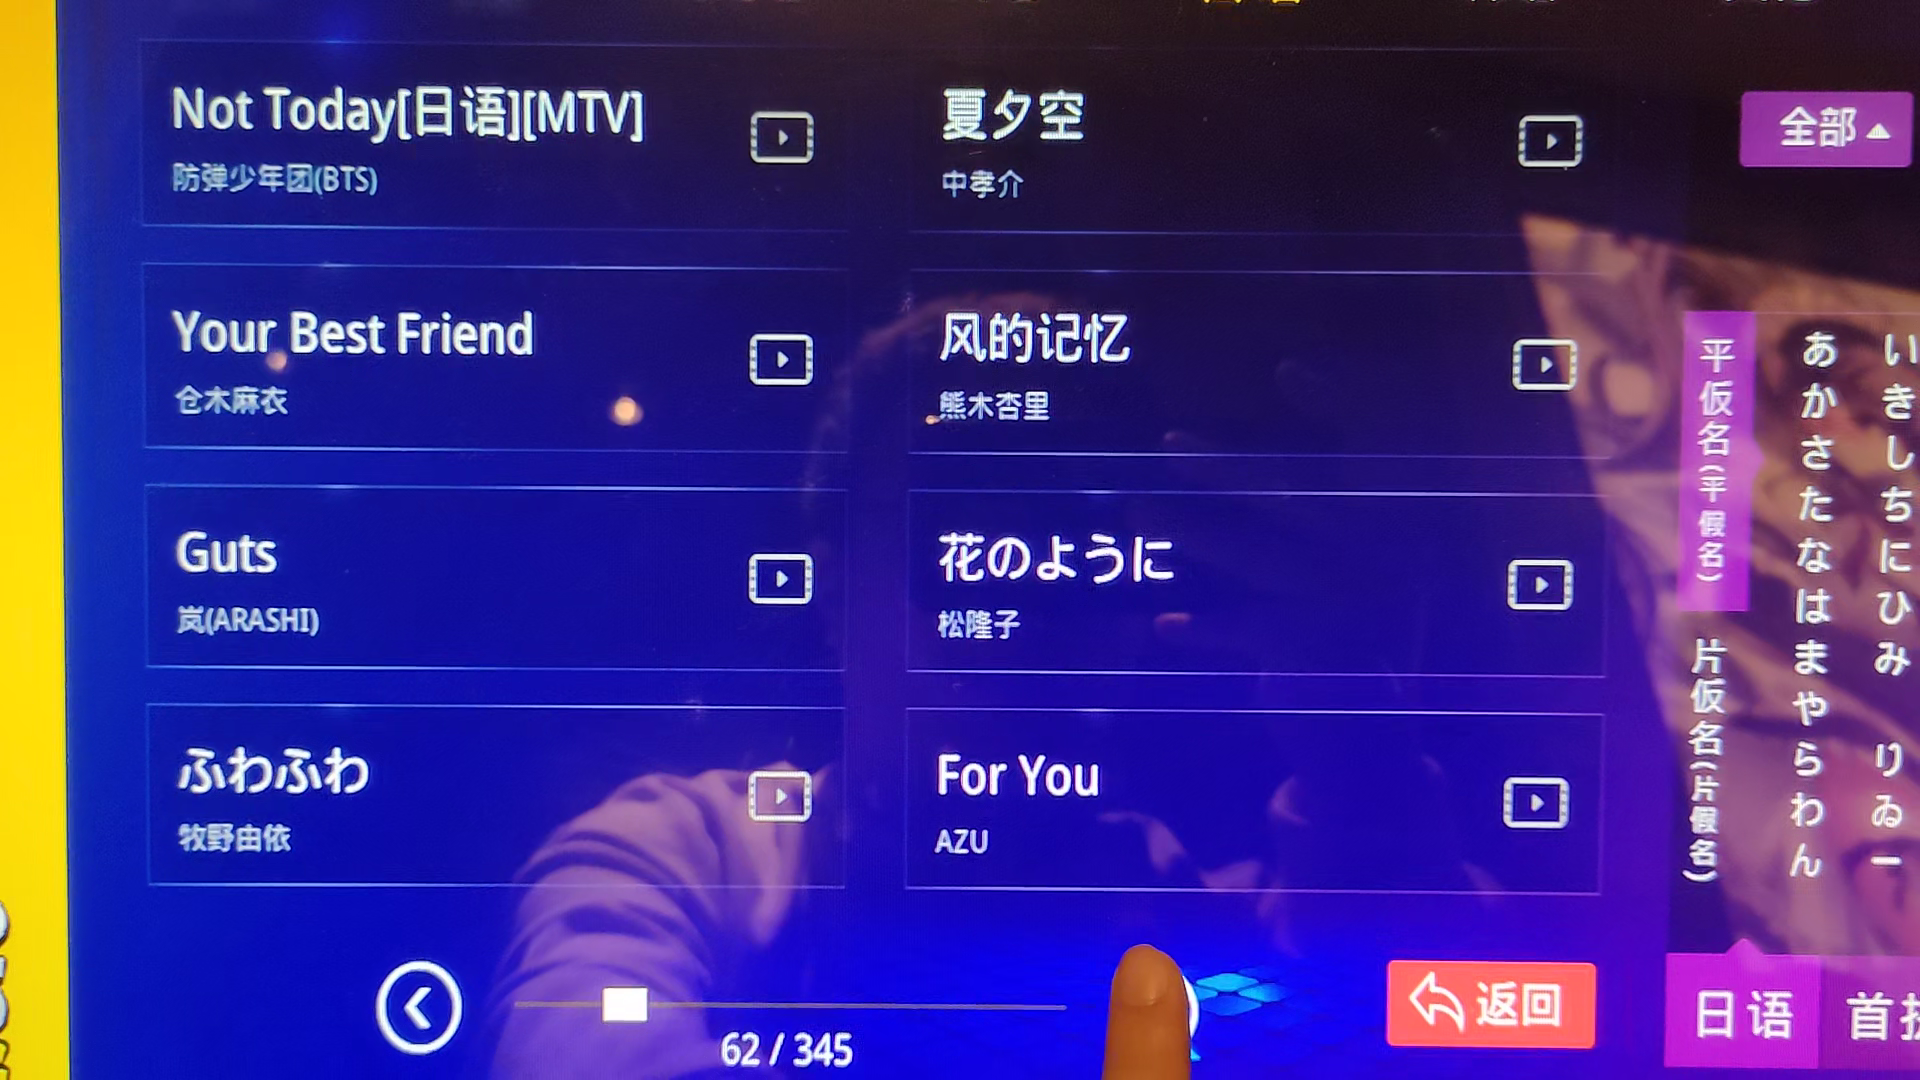 Not Today[日语][MTV]
防弹少年团(BTS)
夏夕空
中孝介
全部
Your Best Friend
仓木麻衣
风的记忆
熊木杏里
Guts
岚(ARASHI)
花のように
松隆子
ふわふわ
牧野由依
For You
AZU
平仮名(平假名)
片仮名(片假名)
あかさたなはまやらわん
いきしちにひみ りゐー
62 / 345
返回
日语
首